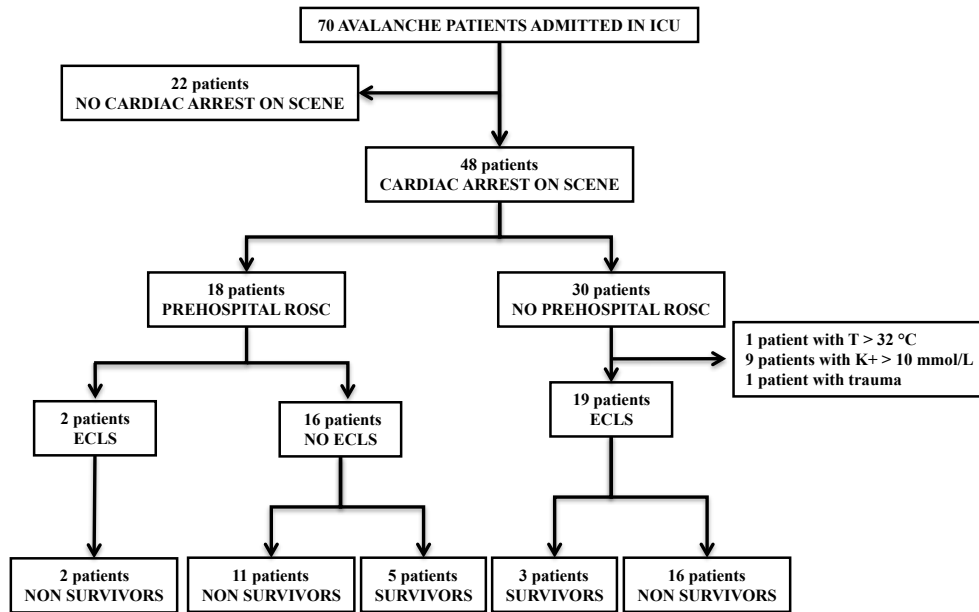 70 AVALANCHE PATIENTS ADMITTED IN ICU
22 patients
NO CARDIAC ARREST ON SCENE
48 patients
CARDIAC ARREST ON SCENE
18 patients
PREHOSPITAL ROSC
30 patients
NO PREHOSPITAL ROSC
1 patient with T > 32 °C
9 patients with K+ > 10 mmol/L
1 patient with trauma
2 patients
ECLS
16 patients
NO ECLS
19 patients
ECLS
2 patients
NON SURVIVORS
11 patients
NON SURVIVORS
5 patients
SURVIVORS
3 patients
SURVIVORS
16 patients
NON SURVIVORS